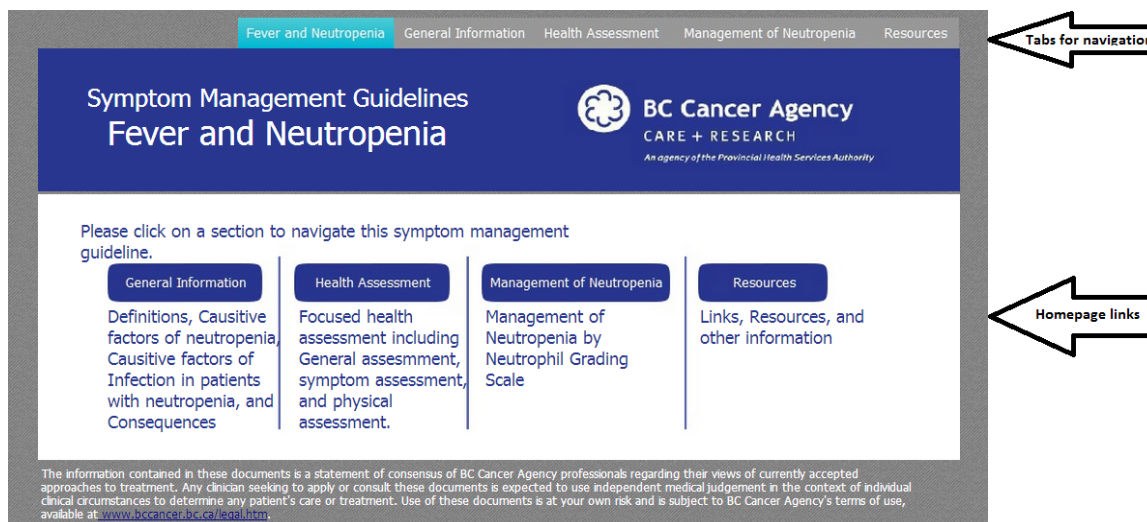 Fever and Neutropenia General Information Health Assessment Management of Neutropenia Resources
Tabs for navigation
Symptom Management Guidelines
Fever and Neutropenia
BC Cancer Agency
CARE + RESEARCH
An agency of the Provincial Health Services Authority
Please click on a section to navigate this symptom management
guideline.
General Information
Definitions, Causitive
factors of neutropenia,
Causitive factors of
Infection in patients
with neutropenia, and
Consequences
Health Assessment
Focused health
assessment including
General assesmment,
symptom assessment,
and physical
assessment.
Management of Neutropenia
Management of
Neutropenia by
Neutrophil Grading
Scale
Resources
Links, Resources, and
other information
Homepage links
The information contained in these documents is a statement of consensus of BC Cancer Agency professionals regarding their views of currently accepted
approaches to treatment. Any clinician seeking to apply or consult these documents is expected to use independent medical judgement in the context of individual
clinical circumstances to determine any patient's care or treatment. Use of these documents is at your own risk and is subject to BC Cancer Agency's terms of use,
available at www.bccancer.bc.ca/legal.htm.